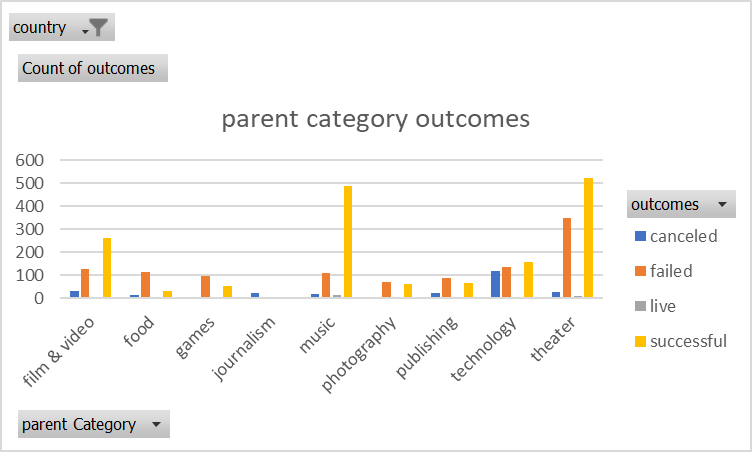 country
Count of outcomes
parent category outcomes
600
500
400
300
200
100
0
film & video
food
games
journalism
music
photography
publishing
technology
theater
outcomes
canceled
failed
live
successful
parent Category